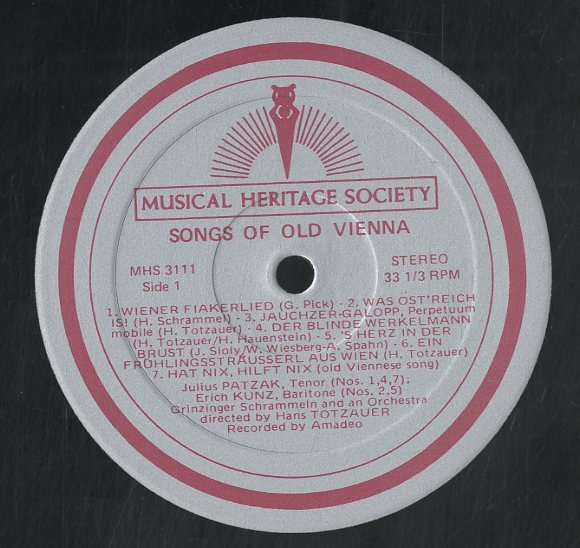 MUSICAL HERITAGE SOCIETY
SONGS OF OLD VIENNA
MHS 3111
Side 1
STEREO
33 1/3 RPM
1. WIENER FIAKERLIED (G. Pick) - 2. WAS ÖST'REICH
IS! (H. Schrammel) - 3. JAUCHZER-GALOPP, Perpetuum
mobile (H. Totzauer) - 4. DER BLINDE WERKELMANN
(H. Totzauer/H. Hauenstein) - 5. 'S HERZ IN DER
BRUST (J. Sioly/W. Wiesberg-A. Spahn) - 6. EIN
FRÜHLINGSSTRÄUSSERL AUS WIEN (H. Totzauer)
7. HAT NIX, HILFT NIX (old Viennese song)
Julius PATZAK, Tenor (Nos. 1,4,7);
Erich KUNZ, Baritone (Nos. 2,5)
Grinzinger Schrammeln and an Orchestra
directed by Hans TOTZAUER
Recorded by Amadeo